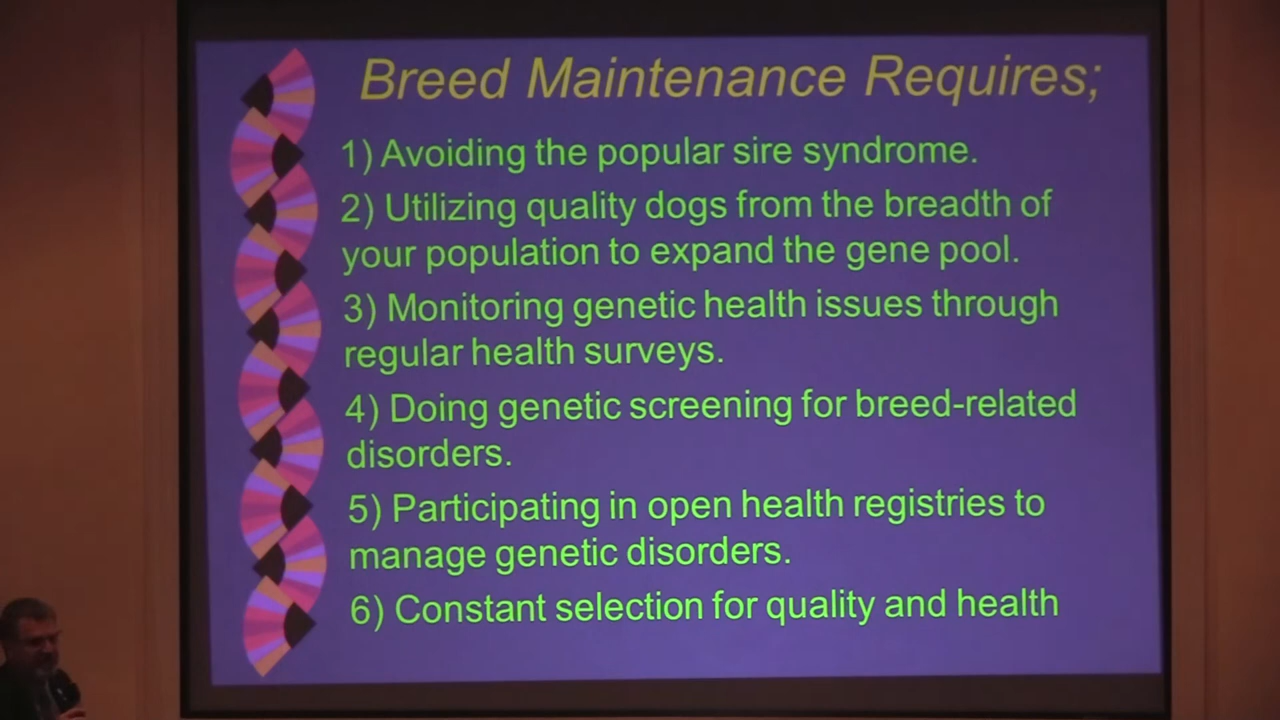 Breed Maintenance Requires;
1) Avoiding the popular sire syndrome.
2) Utilizing quality dogs from the breadth of
your population to expand the gene pool.
3) Monitoring genetic health issues through
regular health surveys.
4) Doing genetic screening for breed-related
disorders.
5) Participating in open health registries to
manage genetic disorders.
6) Constant selection for quality and health